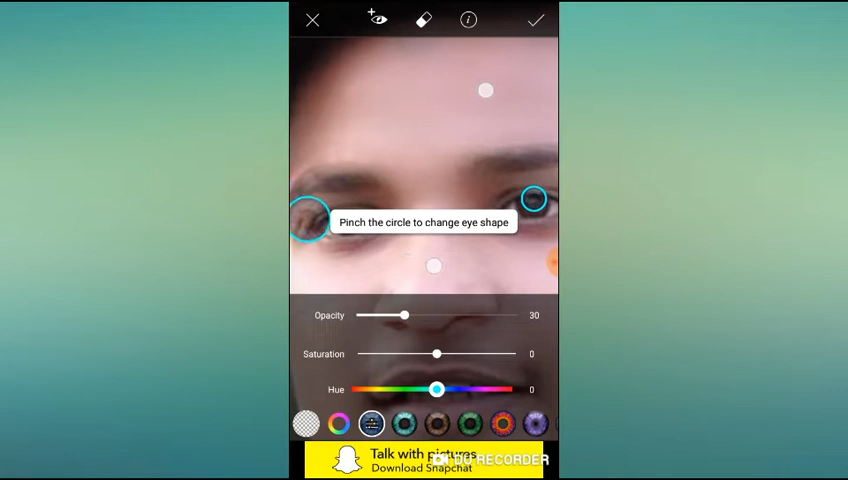 Pinch the circle to change eye shape
Opacity 30
Saturation 0
Hue 0
Talk with pictures
Download Snapchat
DU RECORDER